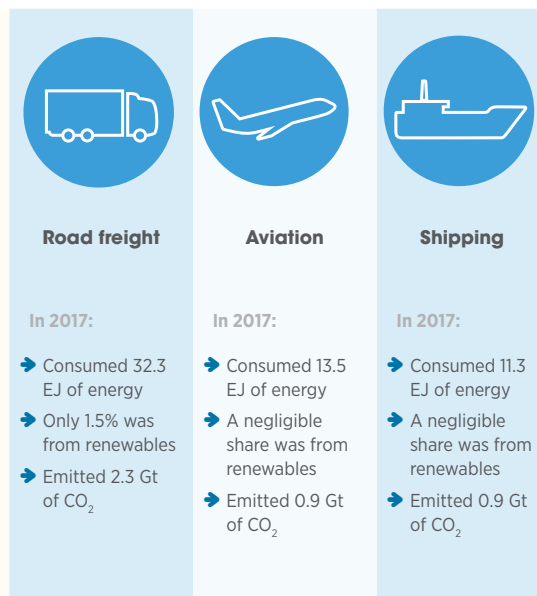 Road freight
In 2017:
➔ Consumed 32.3
EJ of energy
➔ Only 1.5% was
from renewables
➔ Emitted 2.3 Gt
of CO₂
Aviation
In 2017:
➔ Consumed 13.5
EJ of energy
➔ A negligible
share was from
renewables
➔ Emitted 0.9 Gt
of CO₂
Shipping
In 2017:
➔ Consumed 11.3
EJ of energy
➔ A negligible
share was from
renewables
➔ Emitted 0.9 Gt
of CO₂